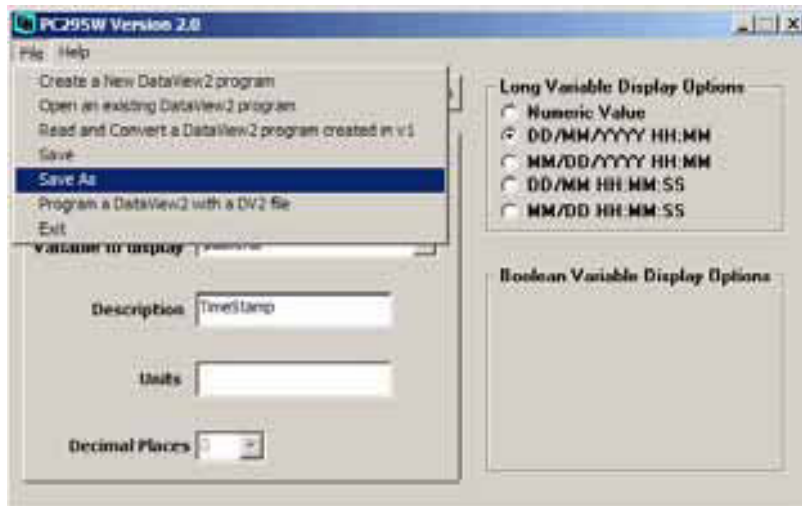 PC295W Version 2.0
File Help
Create a New DataView2 program
Open an existing DataView2 program
Read and Convert a DataView2 program created in v1
Save
Save As
Program a DataView2 with a DV2 file
Exit
Variable to display
Description TimeStamp
Units
Decimal Places
Long Variable Display Options
Numeric Value
DD/MM/YYYY HH:MM
MM/DD/YYYY HH:MM
DD/MM HH:MM:SS
MM/DD HH:MM:SS
Boolean Variable Display Options